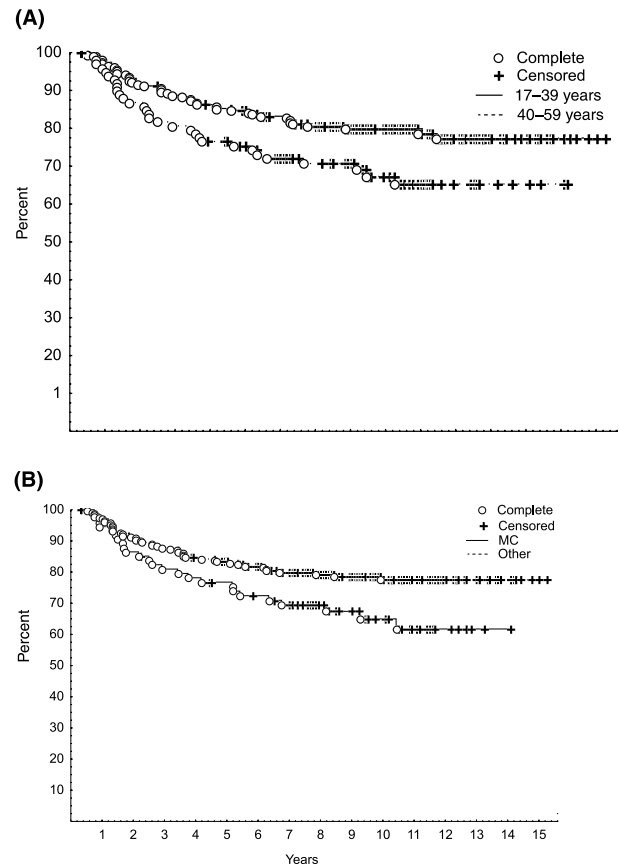 (A)
100
90
80
70
60
50
40
30
20
1
Percent
Complete
Censored
17–39 years
40–59 years
(B)
100
90
80
70
60
50
40
30
20
10
Percent
Complete
Censored
MC
Other
1 2 3 4 5 6 7 8 9 10 11 12 13 14 15
Years